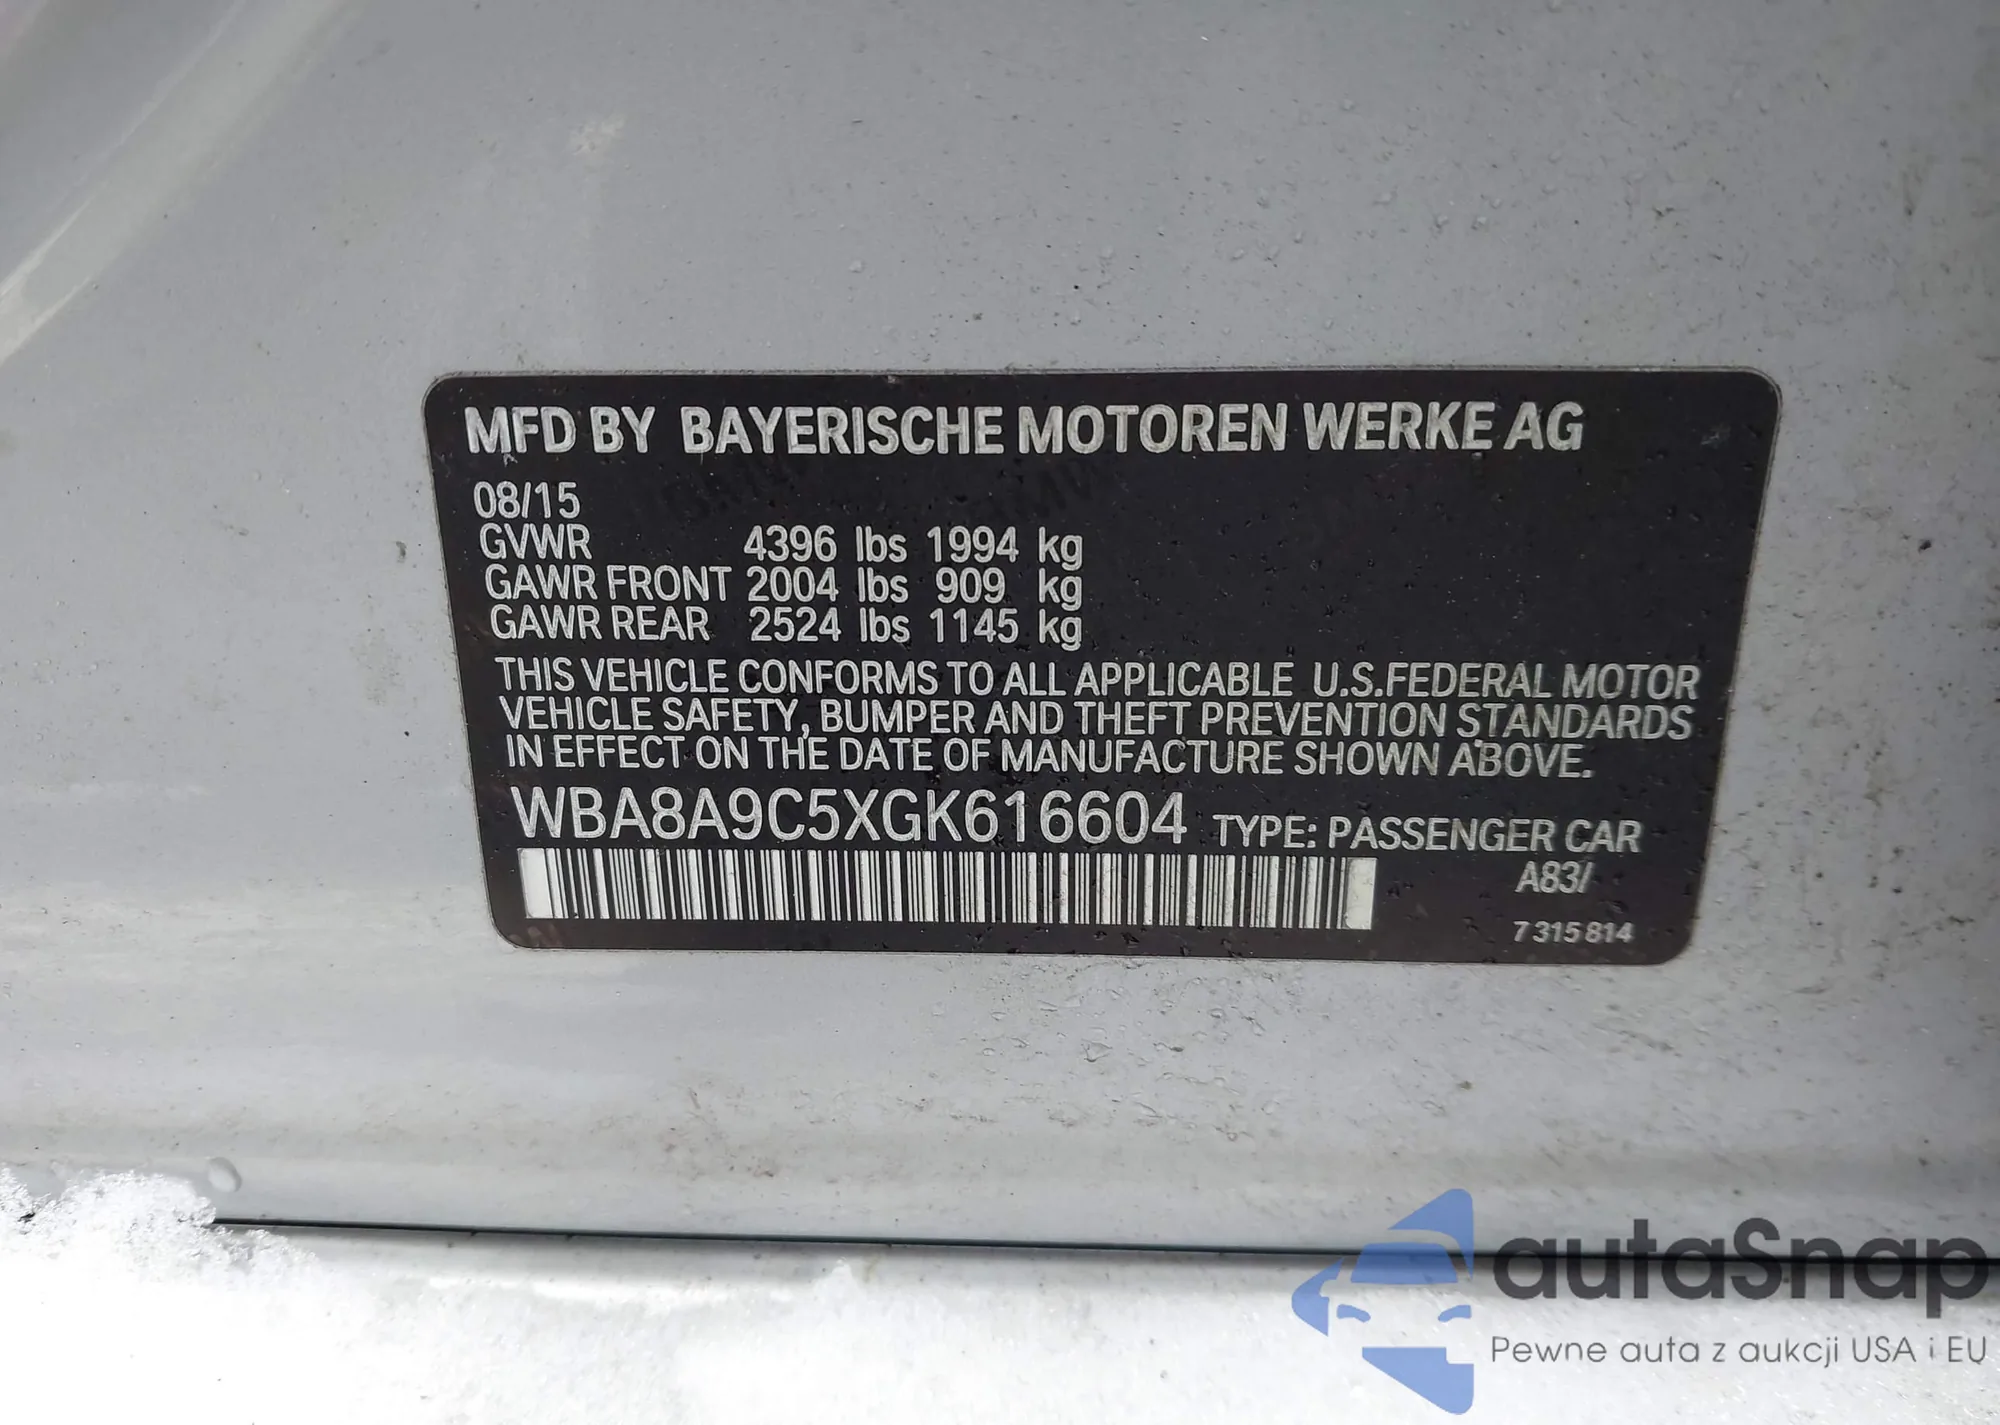 MFD BY BAYERISCHE MOTOREN WERKE AG
08/15
GVWR 4396 lbs 1994 kg
GAWR FRONT 2004 lbs 909 kg
GAWR REAR 2524 lbs 1145 kg
THIS VEHICLE CONFORMS TO ALL APPLICABLE U.S.FEDERAL MOTOR
VEHICLE SAFETY, BUMPER AND THEFT PREVENTION STANDARDS
IN EFFECT ON THE DATE OF MANUFACTURE SHOWN ABOVE.
WBA8A9C5XGK616604 TYPE: PASSENGER CAR
A83/
7 315 814
autaSnap
Pewne auta z aukcji USA i EU